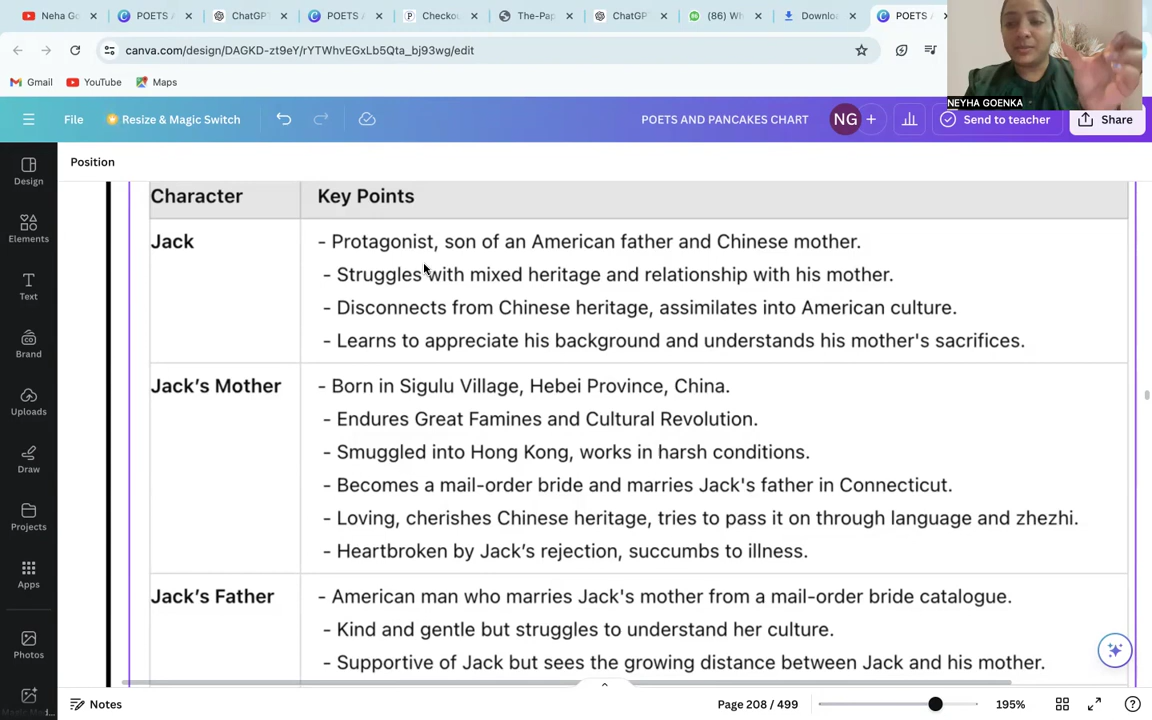 Neha Go
POETS A
ChatGP
POETS
Checkou
The-Pap
ChatGP
(86) Wh
Downlo
POETS
canva.com/design/DAGKD-zt9eY/rYTWhvEGxLb5Qta_bj93wg/edit
Gmail
YouTube
Maps
NEYHA GOENKA
File
Resize & Magic Switch
POETS AND PANCAKES CHART
NG
Send to teacher
Share
Position
Design
Elements
Text
Brand
Uploads
Draw
Projects
Apps
Photos
Character
Key Points
Jack
- Protagonist, son of an American father and Chinese mother.
- Struggles with mixed heritage and relationship with his mother.
- Disconnects from Chinese heritage, assimilates into American culture.
- Learns to appreciate his background and understands his mother's sacrifices.
Jack's Mother
- Born in Sigulu Village, Hebei Province, China.
- Endures Great Famines and Cultural Revolution.
- Smuggled into Hong Kong, works in harsh conditions.
- Becomes a mail-order bride and marries Jack's father in Connecticut.
- Loving, cherishes Chinese heritage, tries to pass it on through language and zhezhi.
- Heartbroken by Jack's rejection, succumbs to illness.
Jack's Father
- American man who marries Jack's mother from a mail-order bride catalogue.
- Kind and gentle but struggles to understand her culture.
- Supportive of Jack but sees the growing distance between Jack and his mother.
Notes
Page 208 / 499
195%